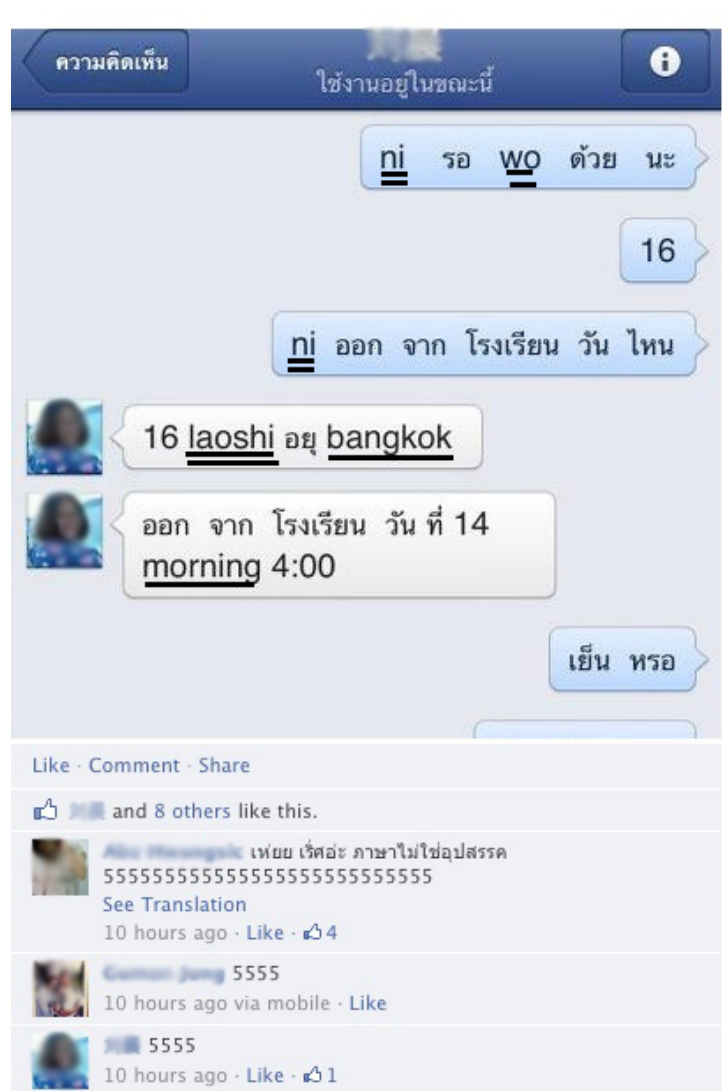 ความคิดเห็น
ใช้งานอยู่ในขณะนี้
ni รอ wo ด้วย นะ
16
ni ออก จาก โรงเรียน วัน ไหน
16 laoshi อยุ bangkok
ออก จาก โรงเรียน วัน ที่ 14
morning 4:00
เย็น หรอ
Like · Comment · Share
and 8 others like this.
เห่ยย เริ่ศอ่ะ ภาษาไม่ใช่อุปสรรค
5555555555555555555555555555
See Translation
10 hours ago · Like · 4
5555
10 hours ago via mobile · Like
5555
10 hours ago · Like · 1